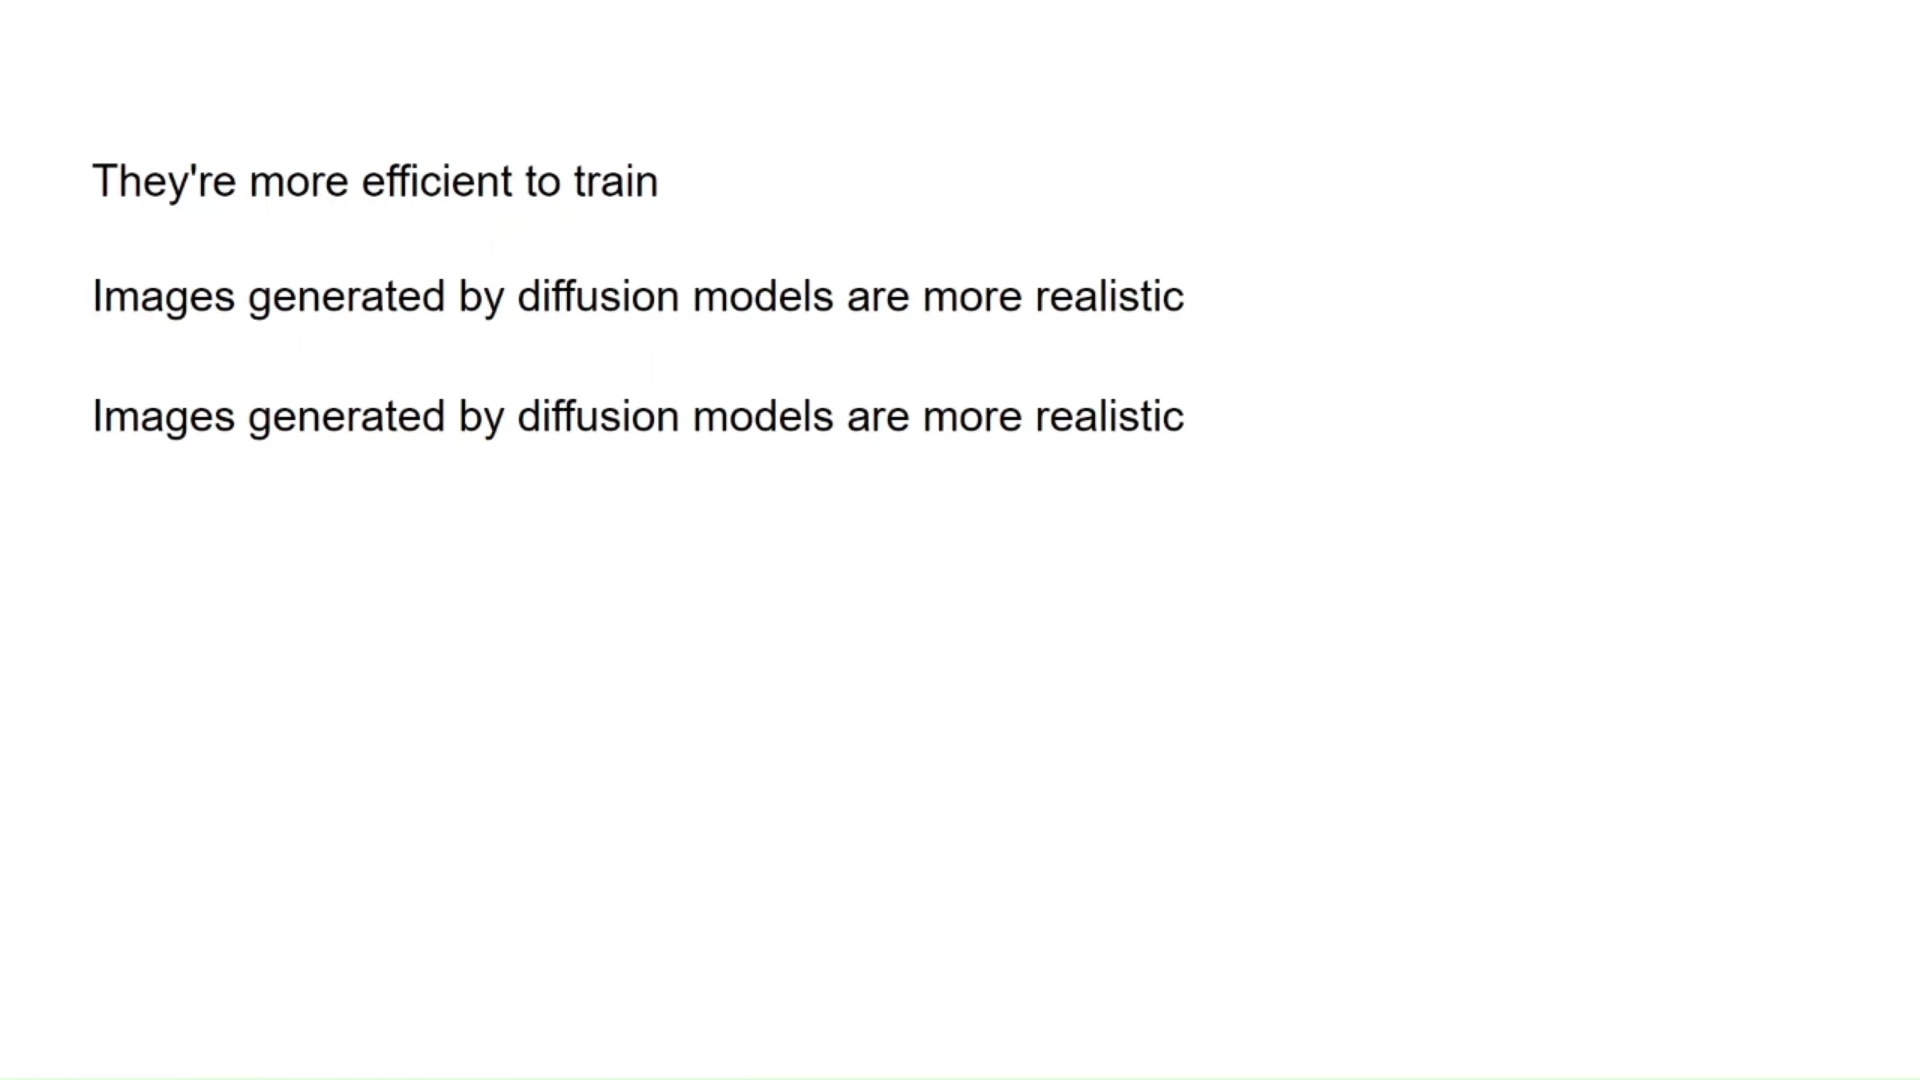 They're more efficient to train
Images generated by diffusion models are more realistic
Images generated by diffusion models are more realistic